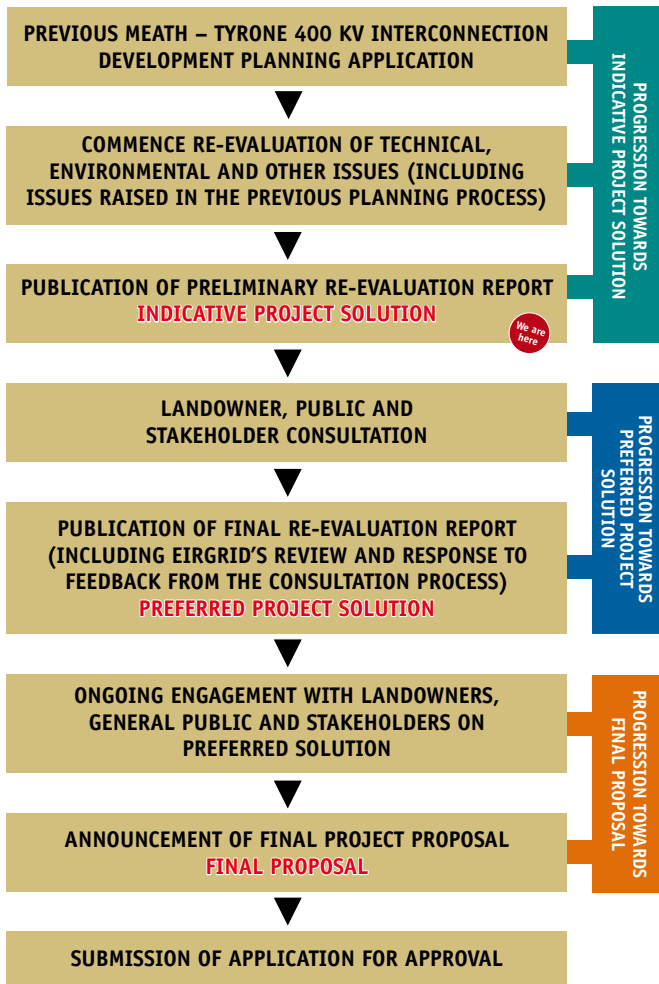 PREVIOUS MEATH – TYRONE 400 KV INTERCONNECTION
DEVELOPMENT PLANNING APPLICATION
COMMENCE RE-EVALUATION OF TECHNICAL,
ENVIRONMENTAL AND OTHER ISSUES (INCLUDING
ISSUES RAISED IN THE PREVIOUS PLANNING PROCESS)
PUBLICATION OF PRELIMINARY RE-EVALUATION REPORT
INDICATIVE PROJECT SOLUTION
We are
here
PROGRESSION TOWARDS
INDICATIVE PROJECT SOLUTION
LANDOWNER, PUBLIC AND
STAKEHOLDER CONSULTATION
PUBLICATION OF FINAL RE-EVALUATION REPORT
(INCLUDING EIRGRID'S REVIEW AND RESPONSE TO
FEEDBACK FROM THE CONSULTATION PROCESS)
PREFERRED PROJECT SOLUTION
PROGRESSION TOWARDS
PREFERRED PROJECT
SOLUTION
ONGOING ENGAGEMENT WITH LANDOWNERS,
GENERAL PUBLIC AND STAKEHOLDERS ON
PREFERRED SOLUTION
ANNOUNCEMENT OF FINAL PROJECT PROPOSAL
FINAL PROPOSAL
PROGRESSION TOWARDS
FINAL PROPOSAL
SUBMISSION OF APPLICATION FOR APPROVAL